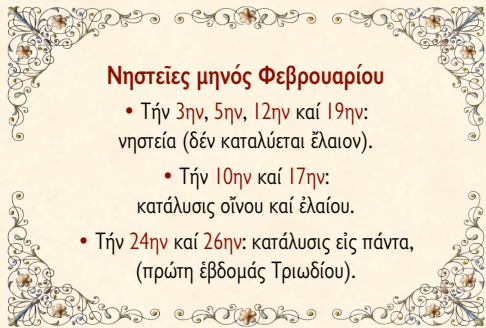 Νηστεῖες μηνός Φεβρουαρίου
• Τήν 3ην, 5ην, 12ην καί 19ην:
νηστεία (δέν καταλύεται ἔλαιον).
• Τήν 10ην καί 17ην:
κατάλυσις οἴνου καί ἐλαίου.
• Τήν 24ην καί 26ην: κατάλυσις εἰς πάντα,
(πρώτη ἑβδομάς Τριωδίου).